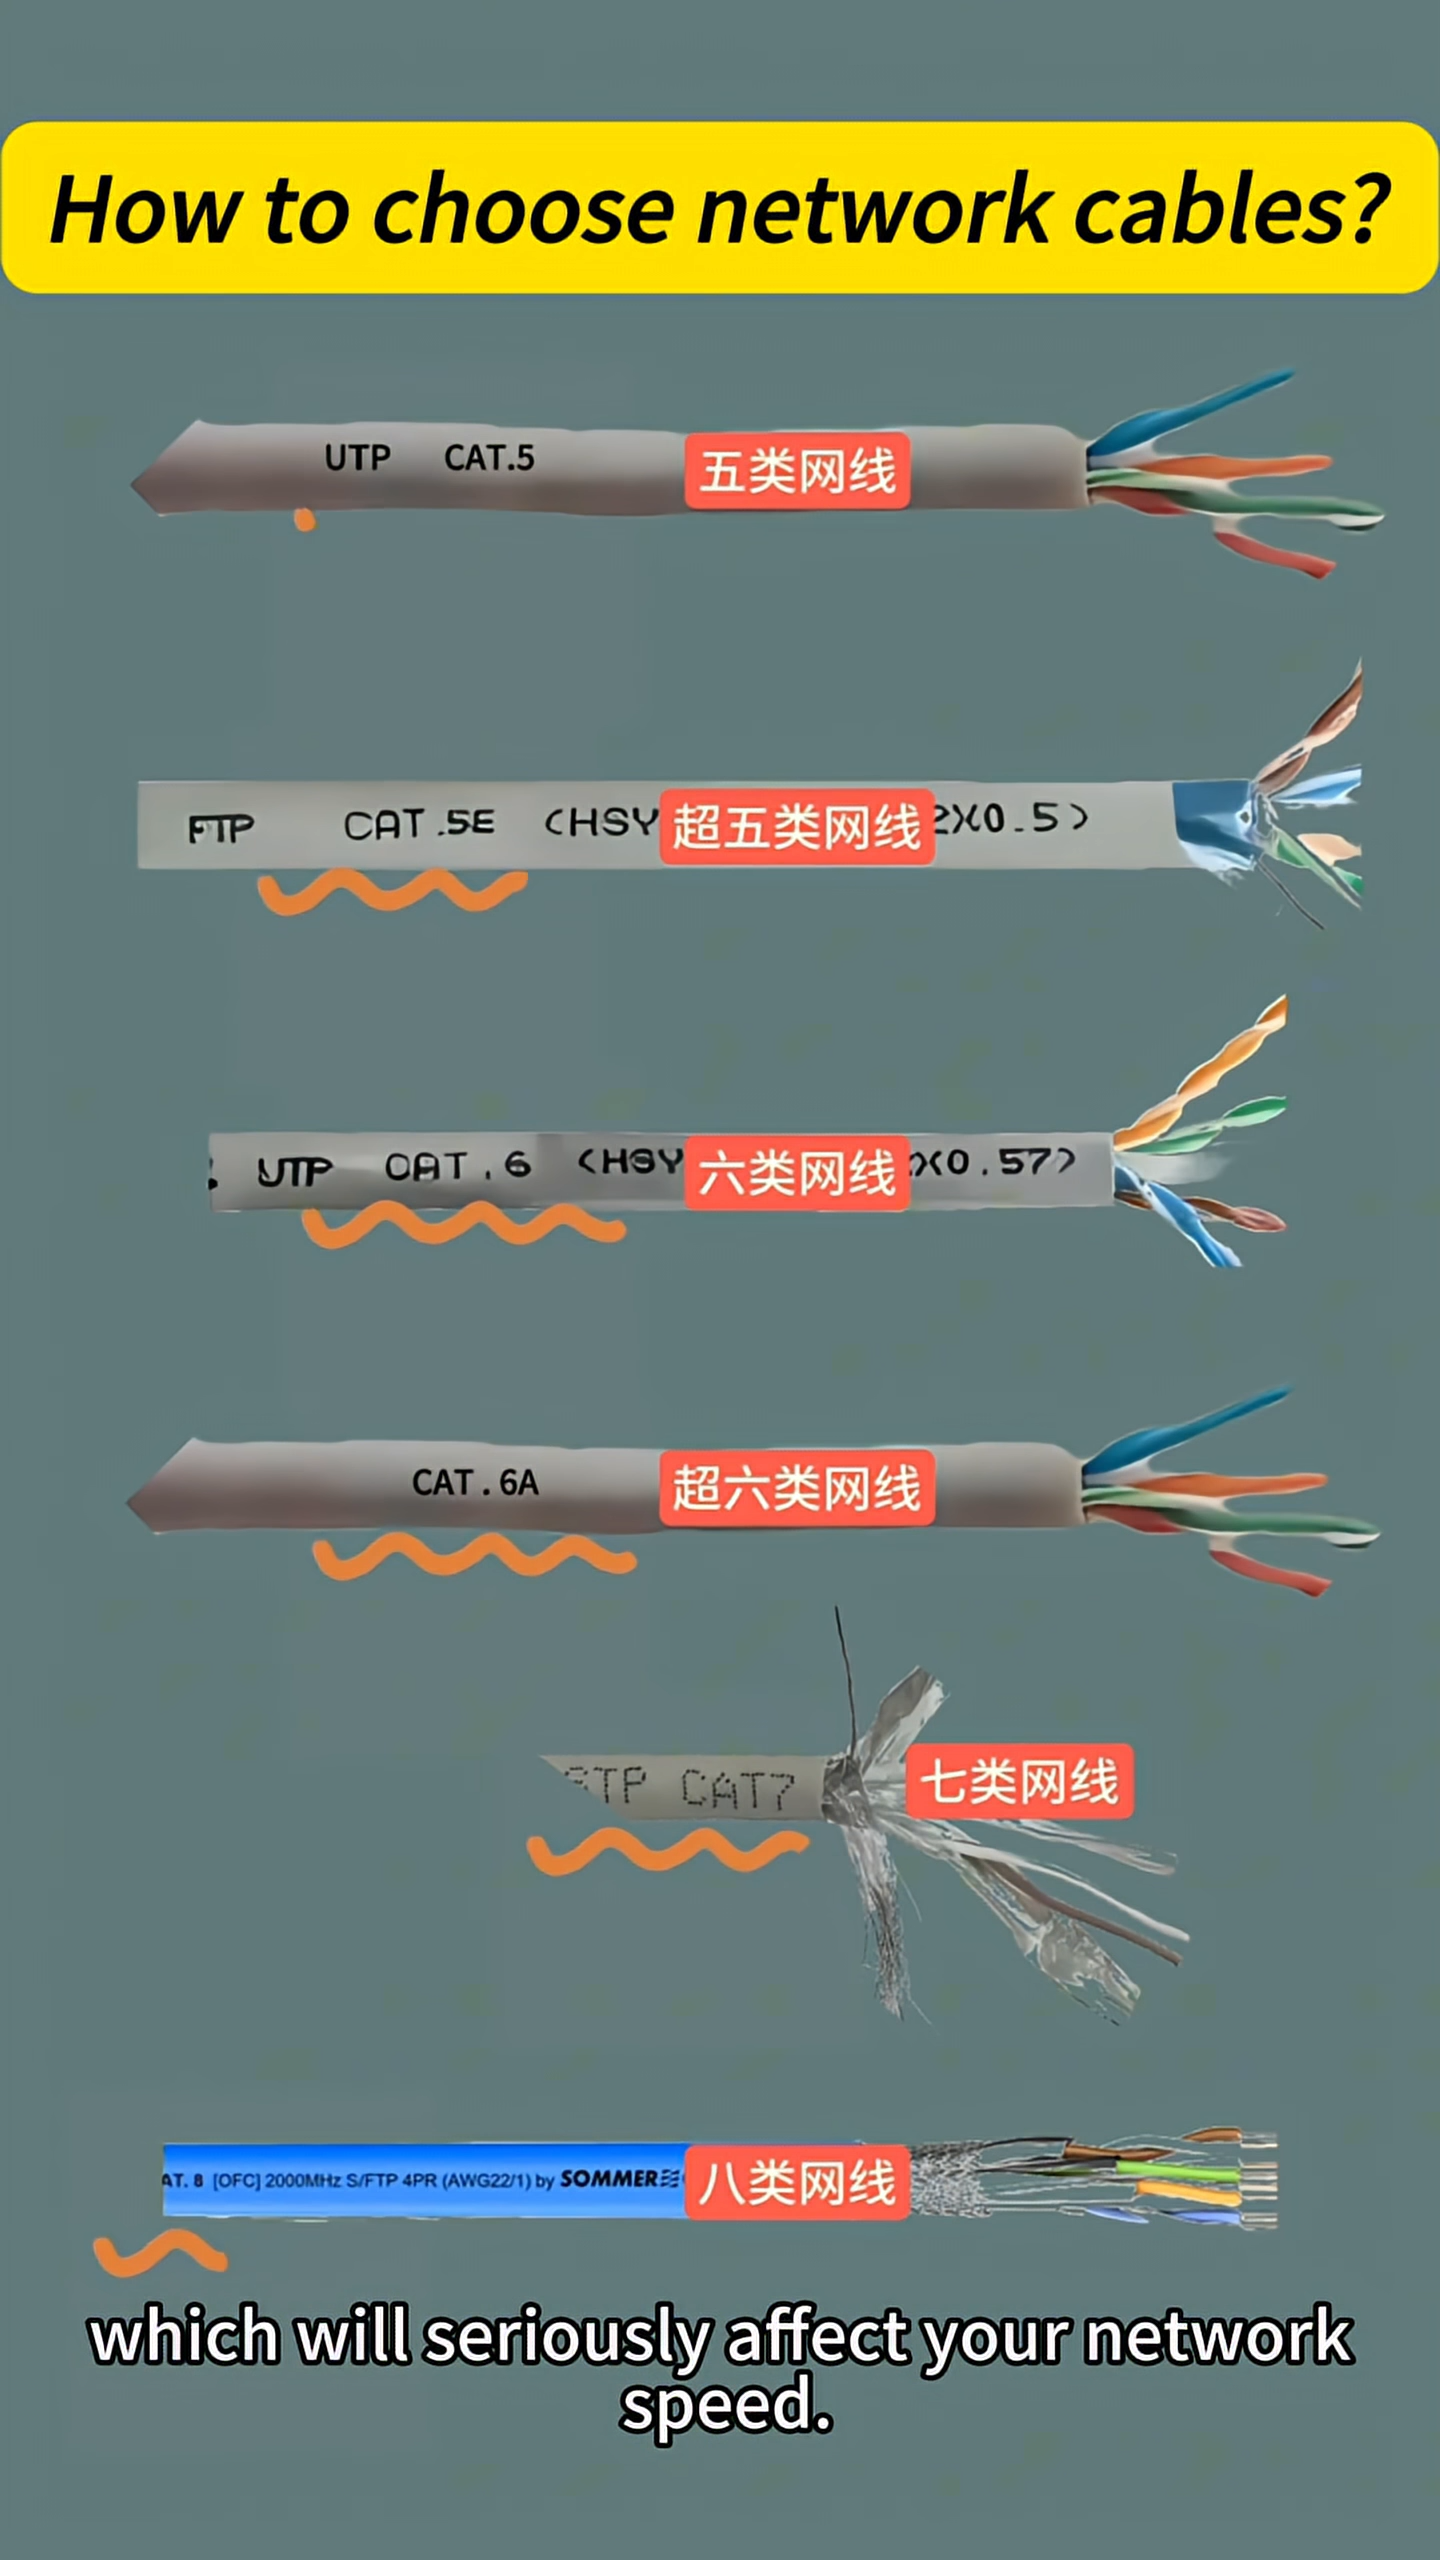 How to choose network cables?
UTP CAT.5 五类网线
FTP CAT.5E (HSY 超五类网线 2X0.5)
UTP CAT.6 (HSY 六类网线 X0.57)
CAT.6A 超六类网线
TP CAT7 七类网线
AT. 8 [OFC] 2000MHz S/FTP 4PR (AWG22/1) by SOMMER 八类网线
which will seriously affect your network
speed.